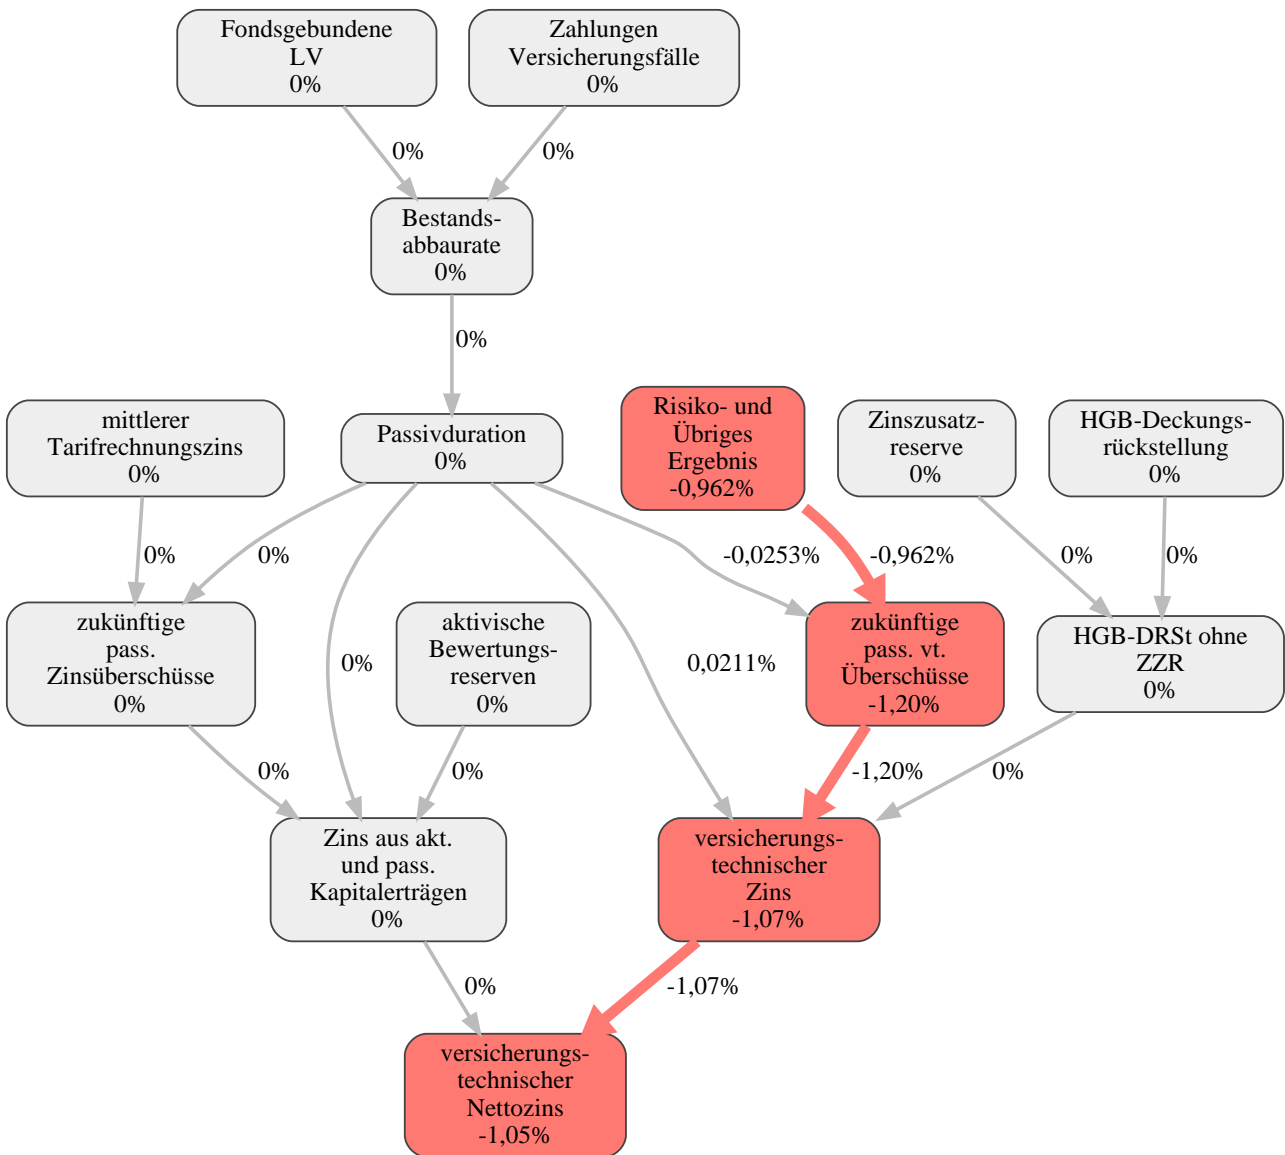 Fondsgebundene
LV
0%
Zahlungen
Versicherungsfälle
0%
0%
0%
Bestands-
abbaurate
0%
0%
mittlerer
Tarifrechnungszins
0%
Passivduration
0%
Risiko- und
Übriges
Ergebnis
-0,962%
Zinszusatz-
reserve
0%
HGB-Deckungs-
rückstellung
0%
0%
0%
-0,0253%
-0,962%
0%
0%
zukünftige
pass.
Zinsüberschüsse
0%
0%
aktivische
Bewertungs-
reserven
0%
0,0211%
zukünftige
pass. vt.
Überschüsse
-1,20%
HGB-DRSt ohne
ZZR
0%
0%
0%
-1,20%
0%
Zins aus akt.
und pass.
Kapitalerträgen
0%
versicherungs-
technischer
Zins
-1,07%
0%
-1,07%
versicherungs-
technischer
Nettozins
-1,05%